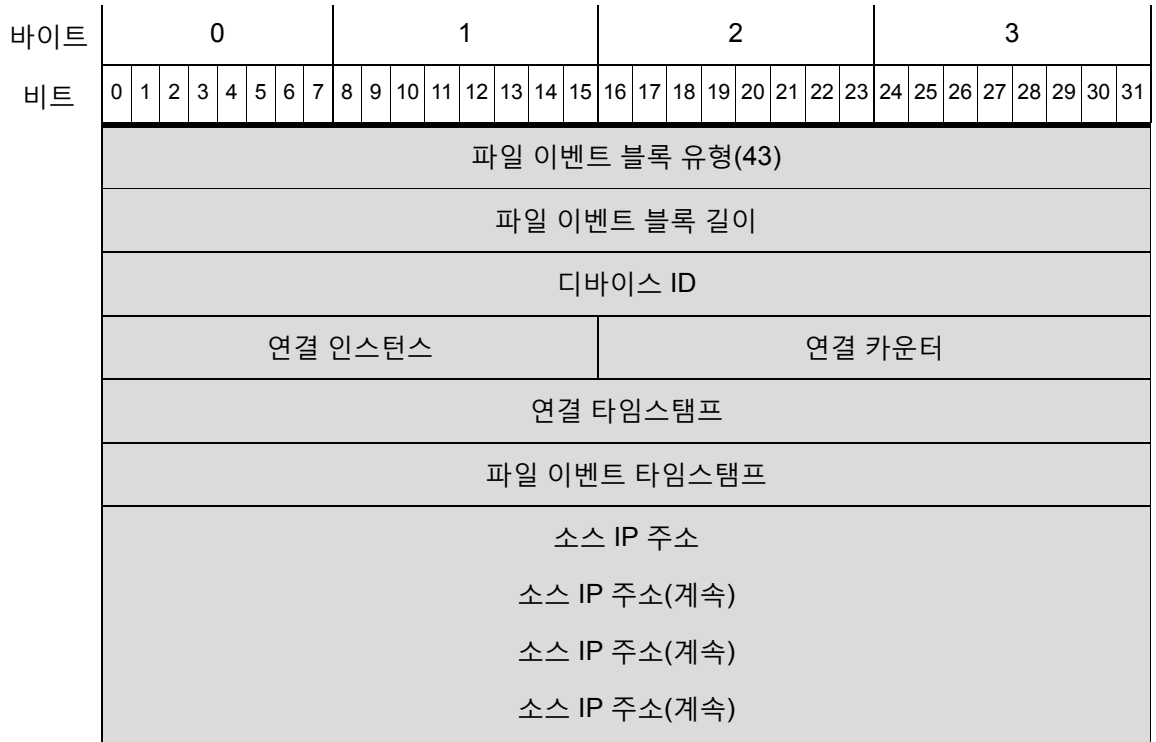 바이트 0 1 2 3
비트 0 1 2 3 4 5 6 7 8 9 10 11 12 13 14 15 16 17 18 19 20 21 22 23 24 25 26 27 28 29 30 31
파일 이벤트 블록 유형(43)
파일 이벤트 블록 길이
디바이스 ID
연결 인스턴스 연결 카운터
연결 타임스탬프
파일 이벤트 타임스탬프
소스 IP 주소
소스 IP 주소(계속)
소스 IP 주소(계속)
소스 IP 주소(계속)